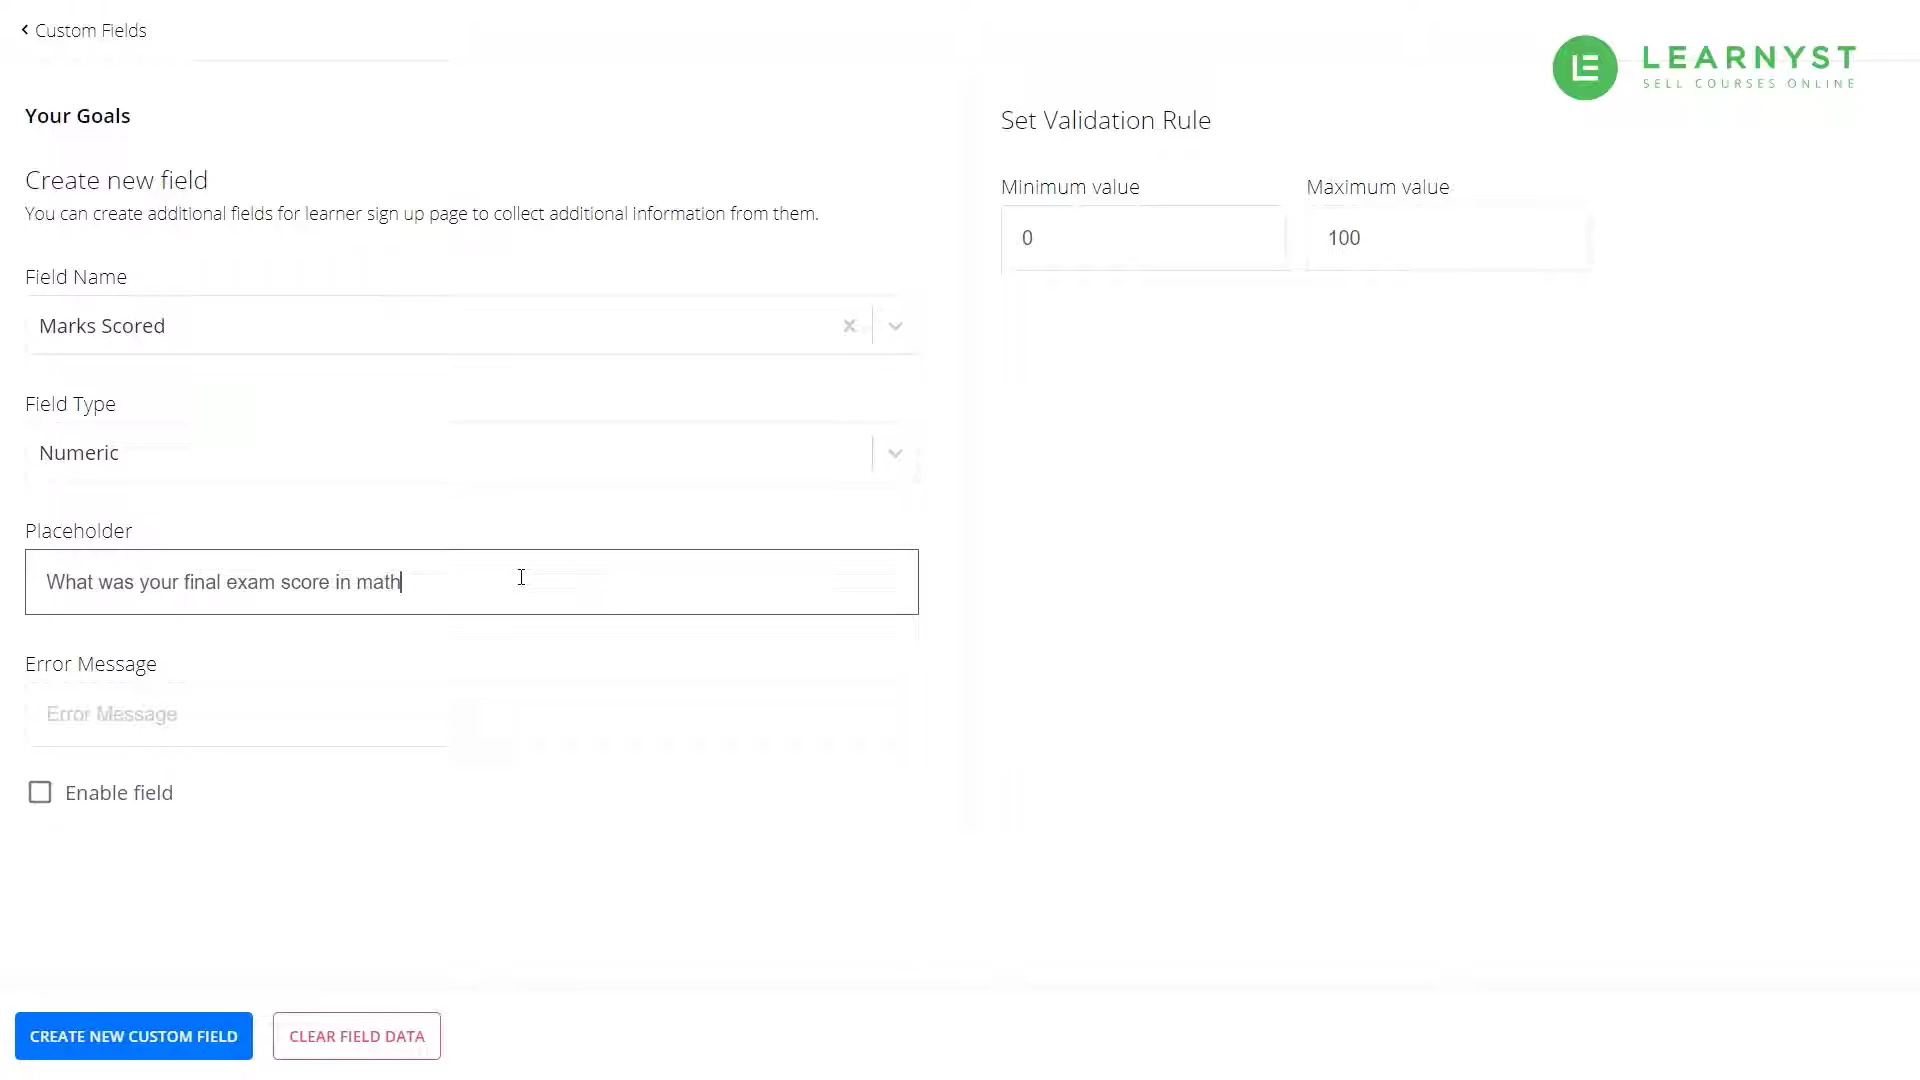 Custom Fields
LE LEARNYST
SELL COURSES ONLINE
Your Goals
Create new field
You can create additional fields for learner sign up page to collect additional information from them.
Field Name
Marks Scored
Field Type
Numeric
Placeholder
What was your final exam score in math
Error Message
Error Message
Enable field
Set Validation Rule
Minimum value
Maximum value
0
100
CREATE NEW CUSTOM FIELD
CLEAR FIELD DATA